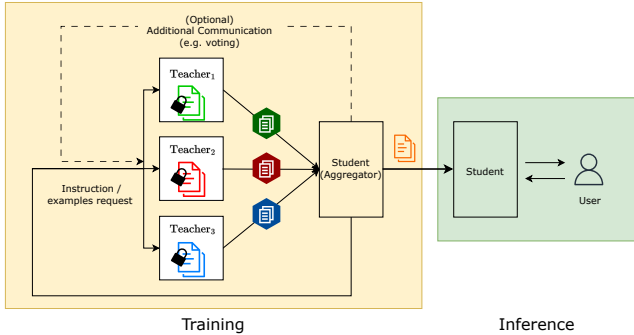 (Optional)
Additional Communication
(e.g. voting)
Teacher₁
Teacher₂
Teacher₃
Instruction /
examples request
Student
(Aggregator)
Student
User
Training
Inference